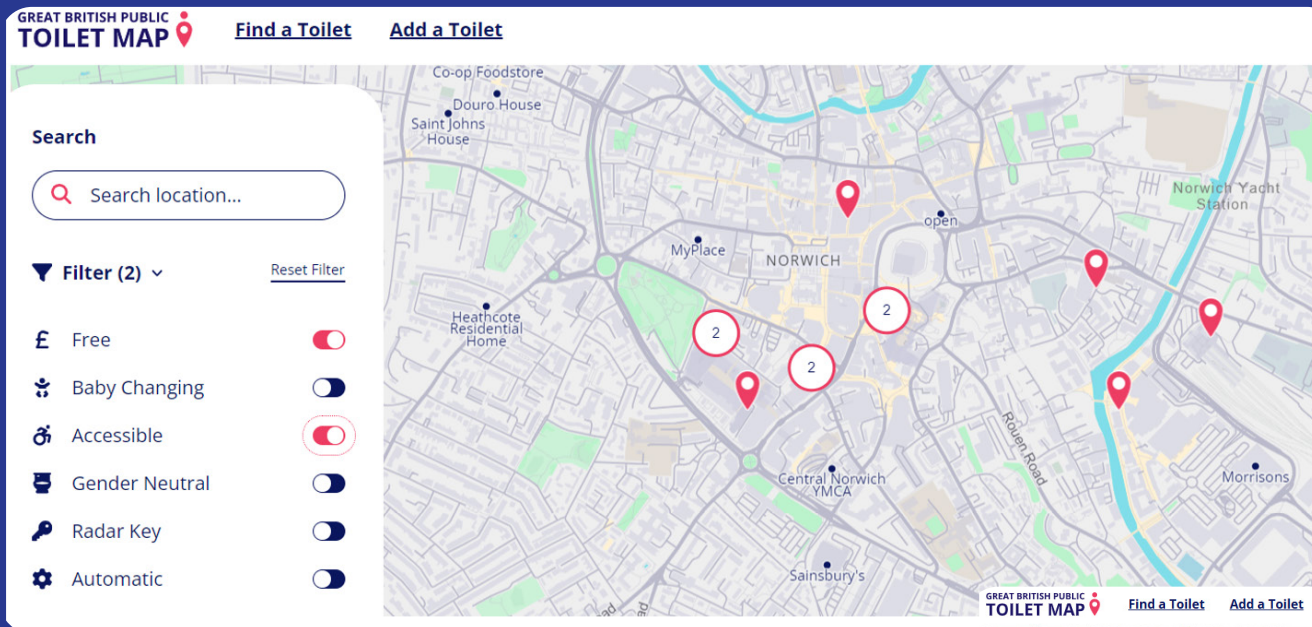 GREAT BRITISH PUBLIC
TOILET MAP
Find a Toilet
Add a Toilet
Search
Search location...
Filter (2)
Reset Filter
Free
Baby Changing
Accessible
Gender Neutral
Radar Key
Automatic
Co-op Foodstore
Douro House
Saint Johns
House
MyPlace
NORWICH
open
Norwich Yacht
Station
Heathcote
Residential
Home
2
2
2
Rouen Road
Central Norwich
YMCA
Morrisons
Sainsbury's
GREAT BRITISH PUBLIC
TOILET MAP
Find a Toilet
Add a Toilet